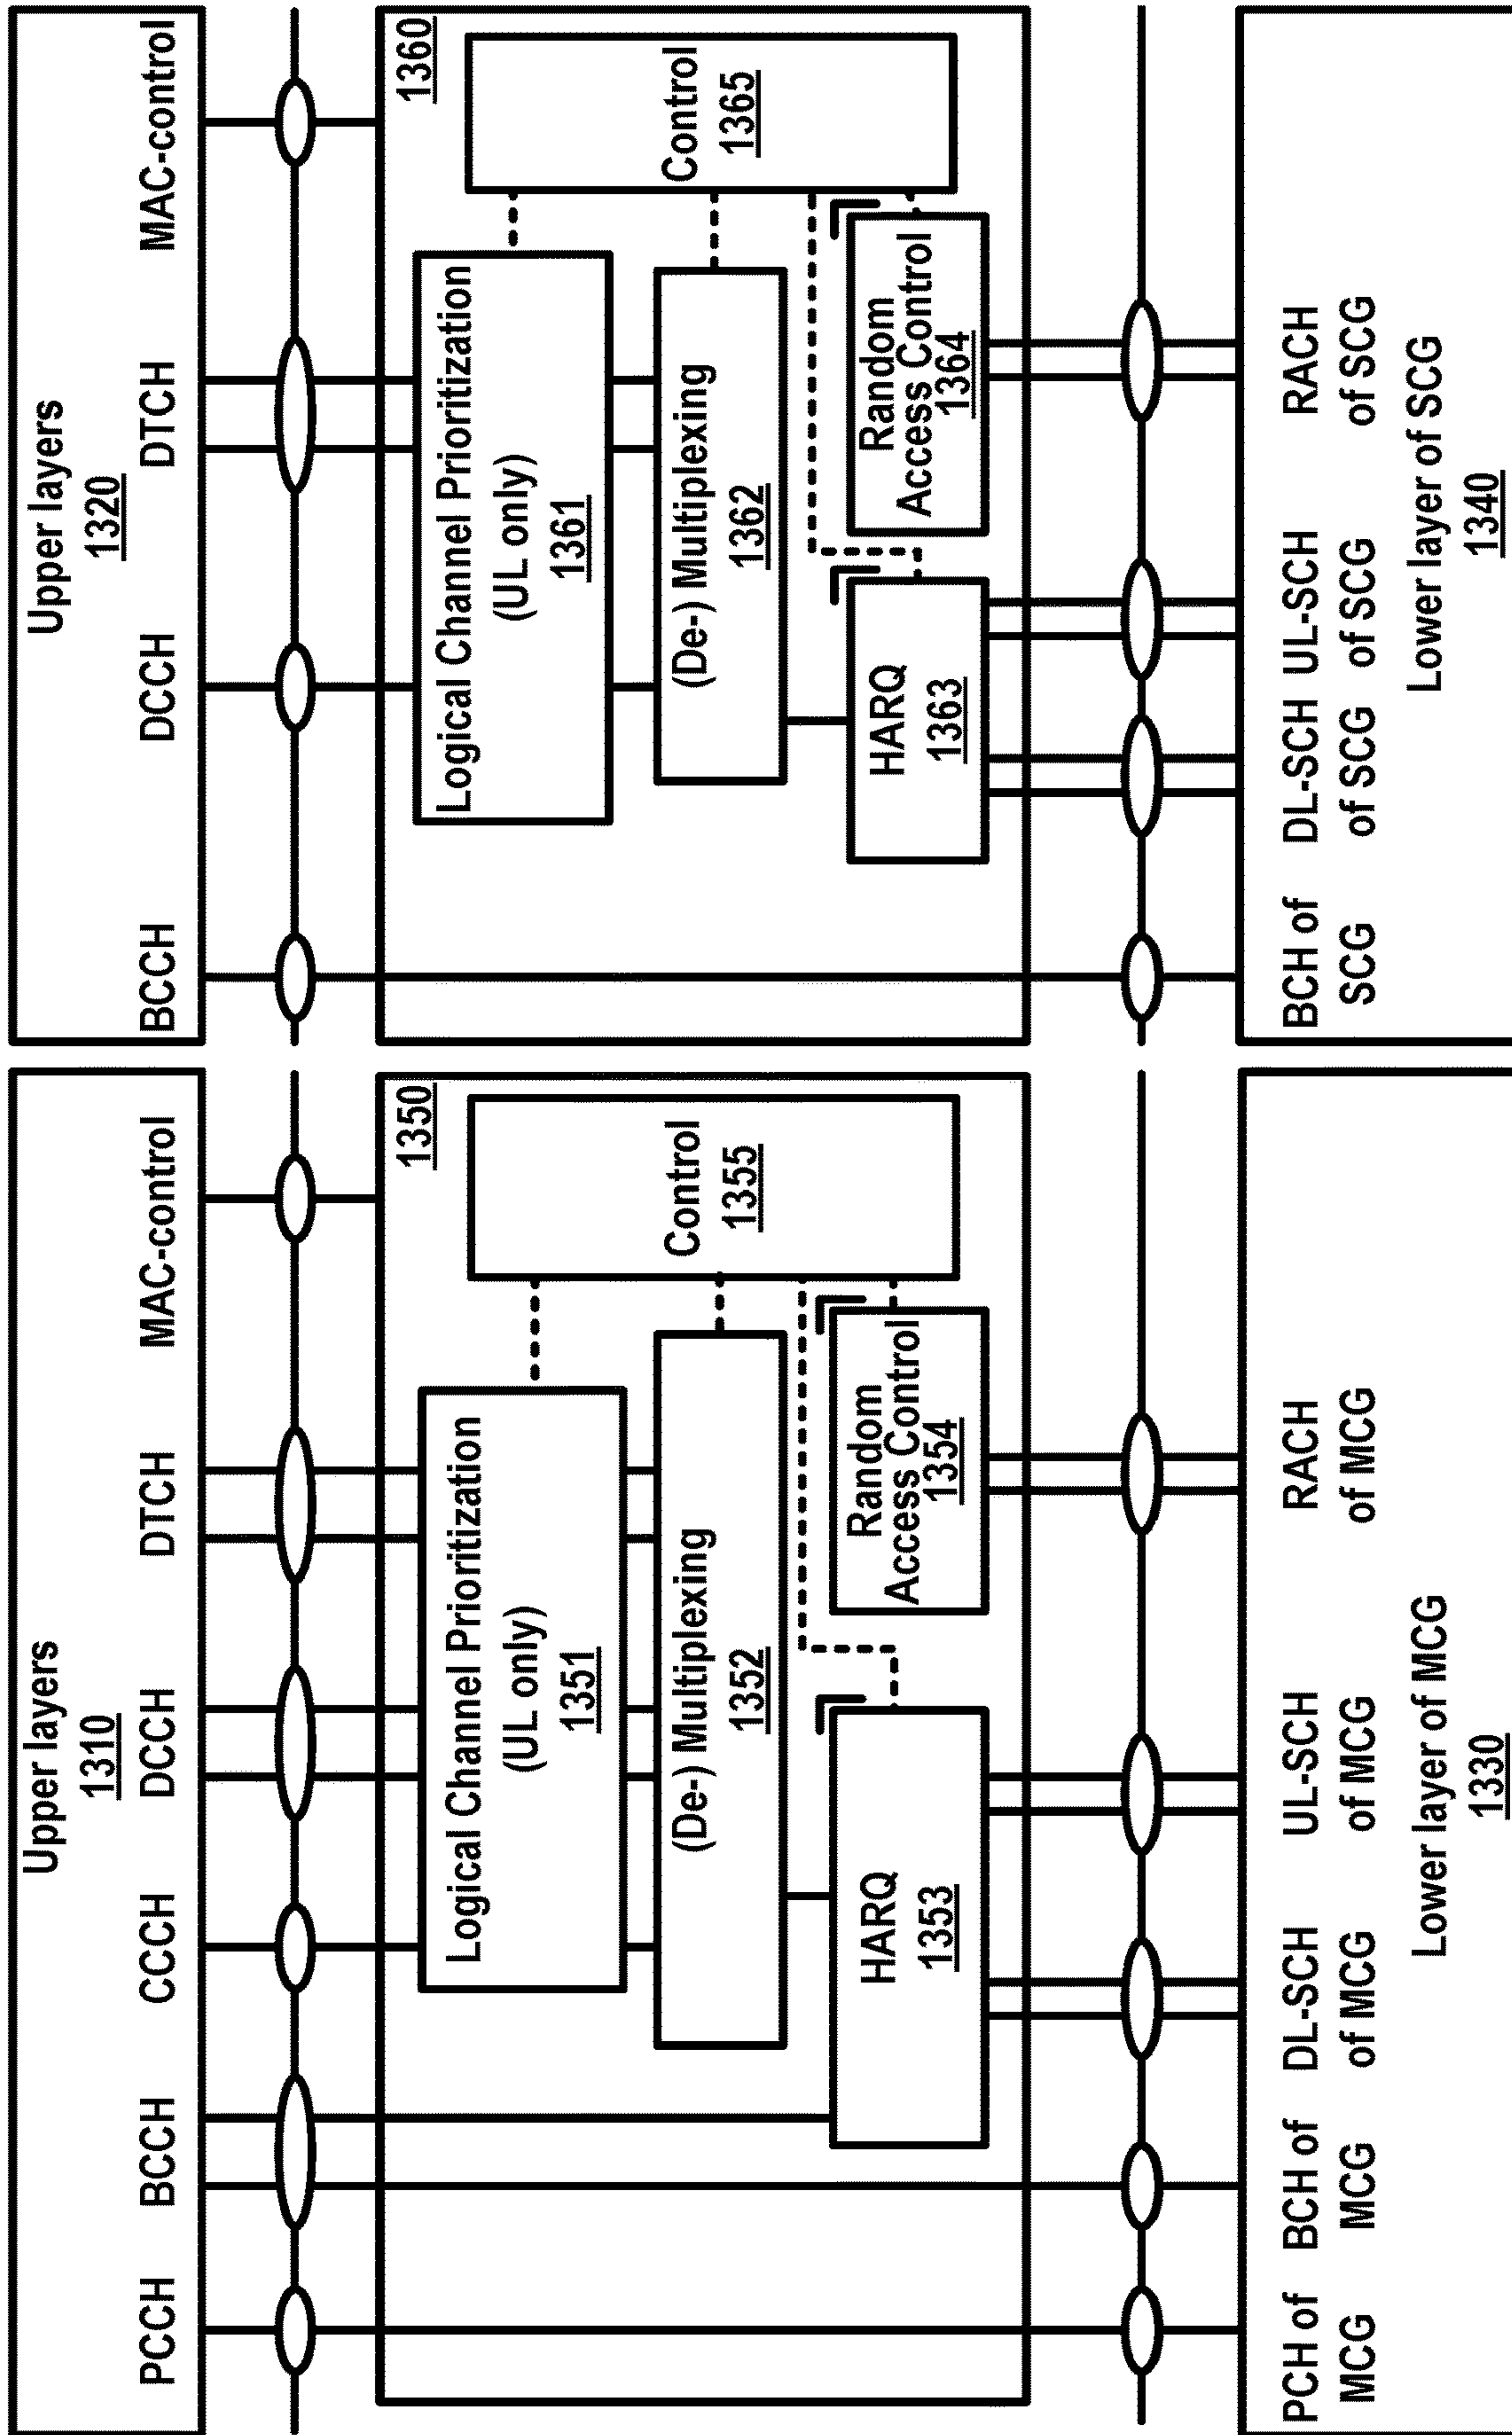 Upper layers
1310
PCCH
BCCH
CCCH
DCCH
DTCH
MAC-control
1350
Logical Channel Prioritization
(UL only)
1351
(De-) Multiplexing
1352
HARQ
1353
Random
Access Control
1354
Control
1355
PCH of
MCG
BCH of
MCG
DL-SCH
of MCG
UL-SCH
of MCG
RACH
of MCG
Lower layer of MCG
1330
Upper layers
1320
BCCH
DCCH
DTCH
MAC-control
1360
Logical Channel Prioritization
(UL only)
1361
(De-) Multiplexing
1362
HARQ
1363
Random
Access Control
1364
Control
1365
BCH of
SCG
DL-SCH
of SCG
UL-SCH
of SCG
RACH
of SCG
Lower layer of SCG
1340